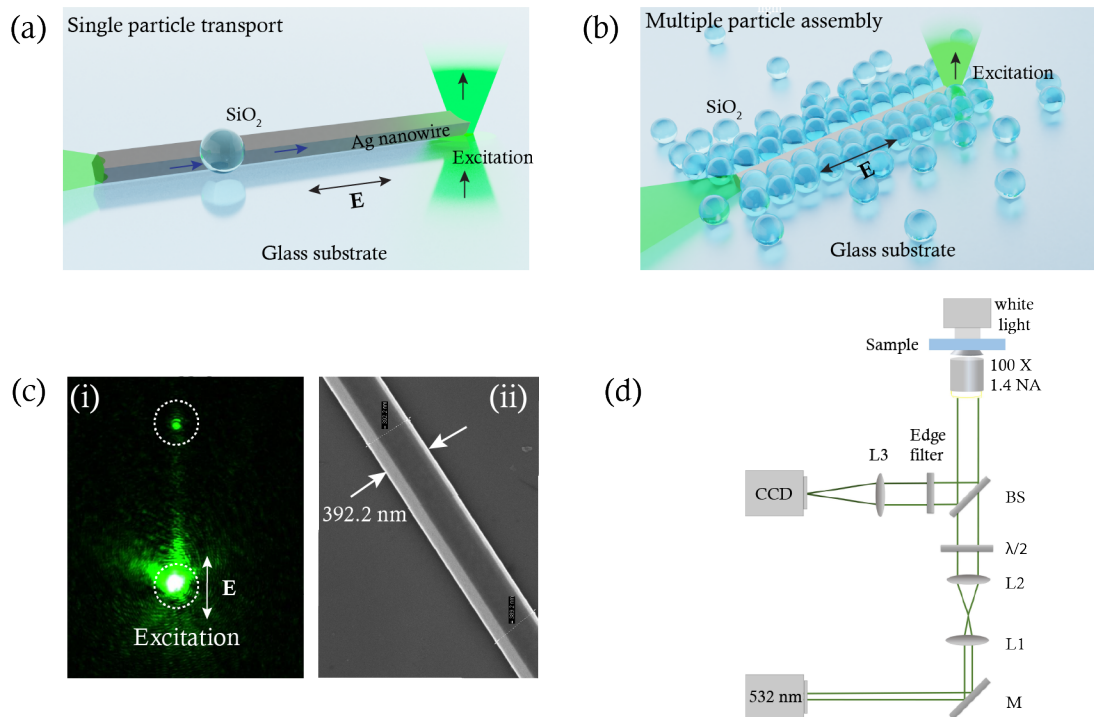 (a)
Single particle transport
SiO2
Ag nanowire
Excitation
E
Glass substrate
(b)
Multiple particle assembly
Excitation
SiO2
E
Glass substrate
(c)
(i)
E
Excitation
(ii)
392.2 nm
(d)
white
light
Sample
100 X
1.4 NA
Edge
filter
L3
CCD
BS
λ/2
L2
L1
532 nm
M